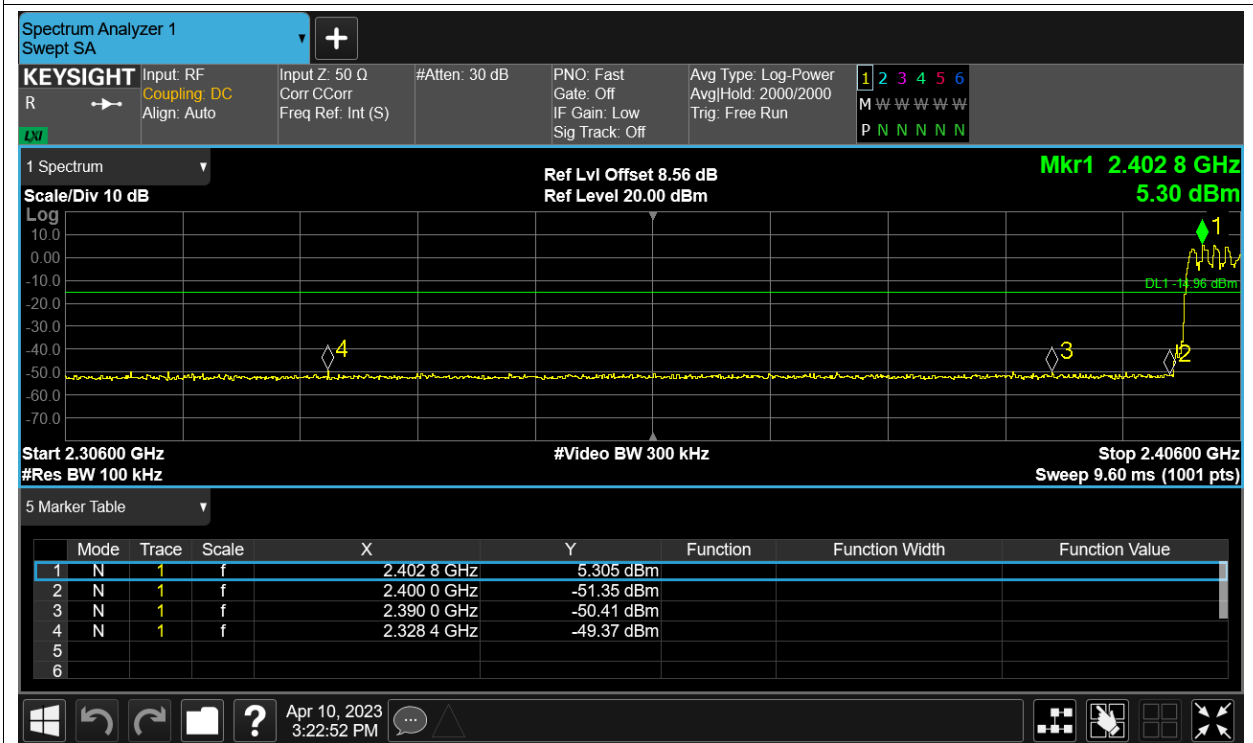 Spectrum Analyzer 1
Swept SA
KEYSIGHT
R
LXI
Input: RF
Coupling: DC
Align: Auto
Input Z: 50 Ω
Corr CCorr
Freq Ref: Int (S)
#Atten: 30 dB
PNO: Fast
Gate: Off
IF Gain: Low
Sig Track: Off
Avg Type: Log-Power
Avg|Hold: 2000/2000
Trig: Free Run
1 2 3 4 5 6
M W W W W W
P N N N N N
1 Spectrum
Scale/Div 10 dB
Ref Lvl Offset 8.56 dB
Ref Level 20.00 dBm
Mkr1 2.402 8 GHz
5.30 dBm
Log
10.0
0.00
-10.0
-20.0
-30.0
-40.0
-50.0
-60.0
-70.0
1
DL1 -14.96 dBm
4
3
2
Start 2.30600 GHz
#Video BW 300 kHz
Stop 2.40600 GHz
#Res BW 100 kHz
Sweep 9.60 ms (1001 pts)
5 Marker Table
Mode Trace Scale X Y Function Function Width Function Value
1 N 1 f 2.402 8 GHz 5.305 dBm
2 N 1 f 2.400 0 GHz -51.35 dBm
3 N 1 f 2.390 0 GHz -50.41 dBm
4 N 1 f 2.328 4 GHz -49.37 dBm
5
6
?
Apr 10, 2023
3:22:52 PM